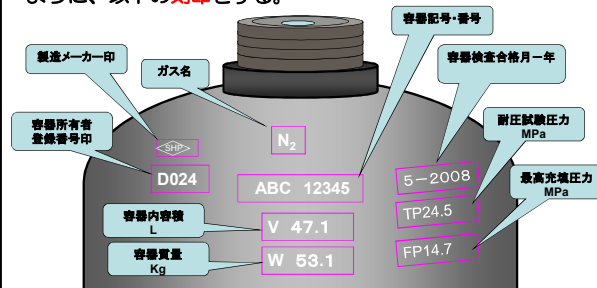 ように、以下の刻印をする。
容器記号・番号
製造メーカー印
ガス名
容器検査合格月ー年
容器所有者
登録番号印
耐圧試験圧力
MPa
SHP
N2
D024
ABC 12345
5－2008
最高充填圧力
MPa
TP24.5
容器内容積
L
V 47.1
容器質量
Kg
W 53.1
FP14.7